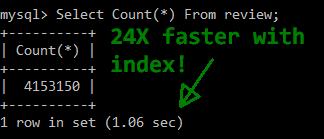 mysql> Select Count(*) From review;
+----------+
| Count(*) |
+----------+
|  4153150 |
+----------+
1 row in set (1.06 sec)
24X faster with
index!